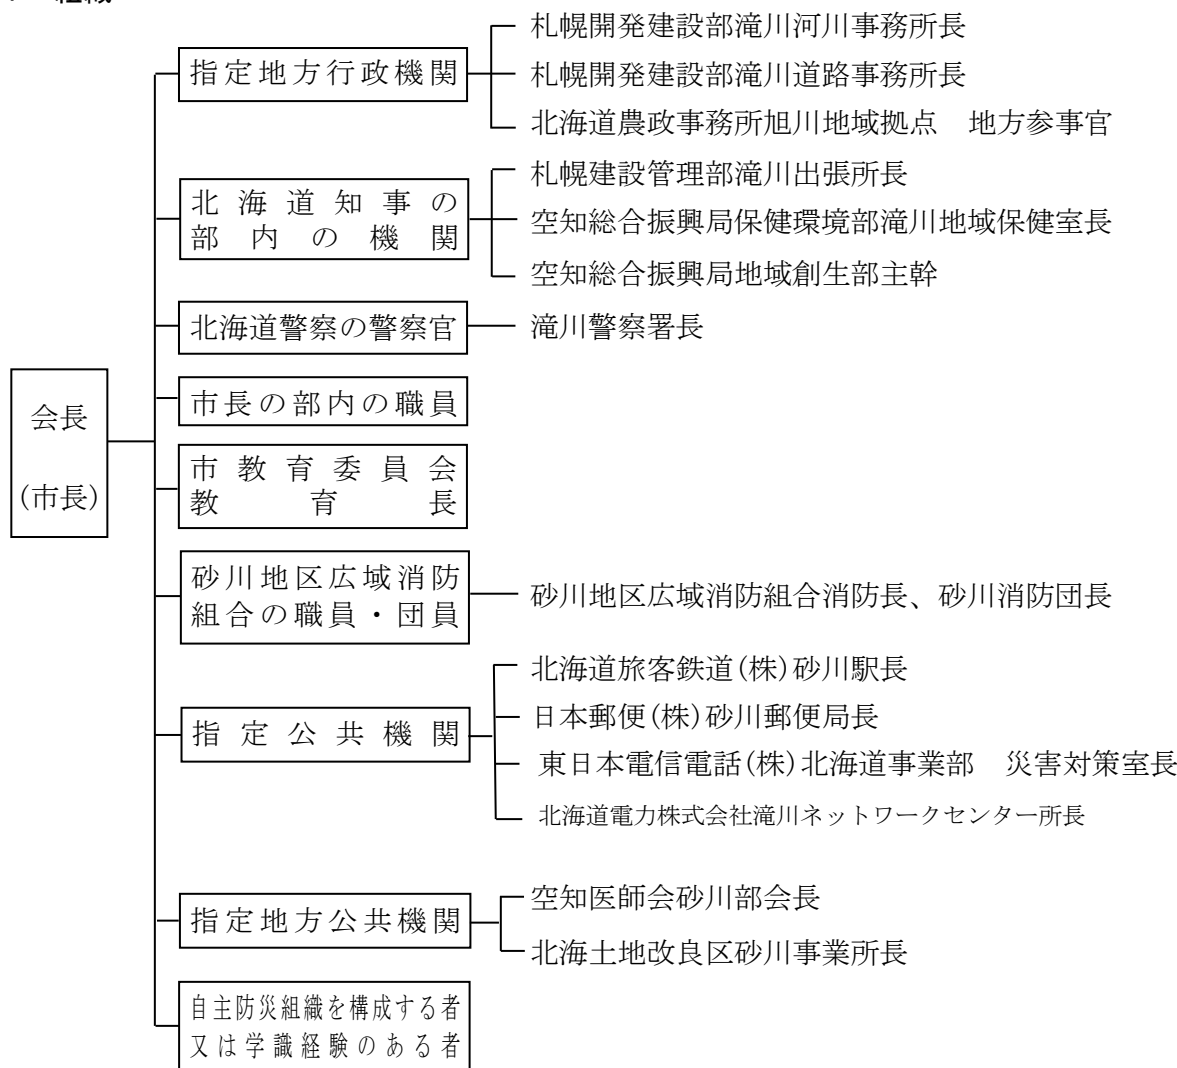 会長
(市長)
指定地方行政機関
札幌開発建設部滝川河川事務所長
札幌開発建設部滝川道路事務所長
北海道農政事務所旭川地域拠点　地方参事官
北海道知事の
部内の機関
札幌建設管理部滝川出張所長
空知総合振興局保健環境部滝川地域保健室長
空知総合振興局地域創生部主幹
北海道警察の警察官
滝川警察署長
市長の部内の職員
市教育委員会
教育長
砂川地区広域消防
組合の職員・団員
砂川地区広域消防組合消防長、砂川消防団長
指定公共機関
北海道旅客鉄道(株)砂川駅長
日本郵便(株)砂川郵便局長
東日本電信電話(株)北海道事業部　災害対策室長
北海道電力株式会社滝川ネットワークセンター所長
指定地方公共機関
空知医師会砂川部会長
北海土地改良区砂川事業所長
自主防災組織を構成する者
又は学識経験のある者